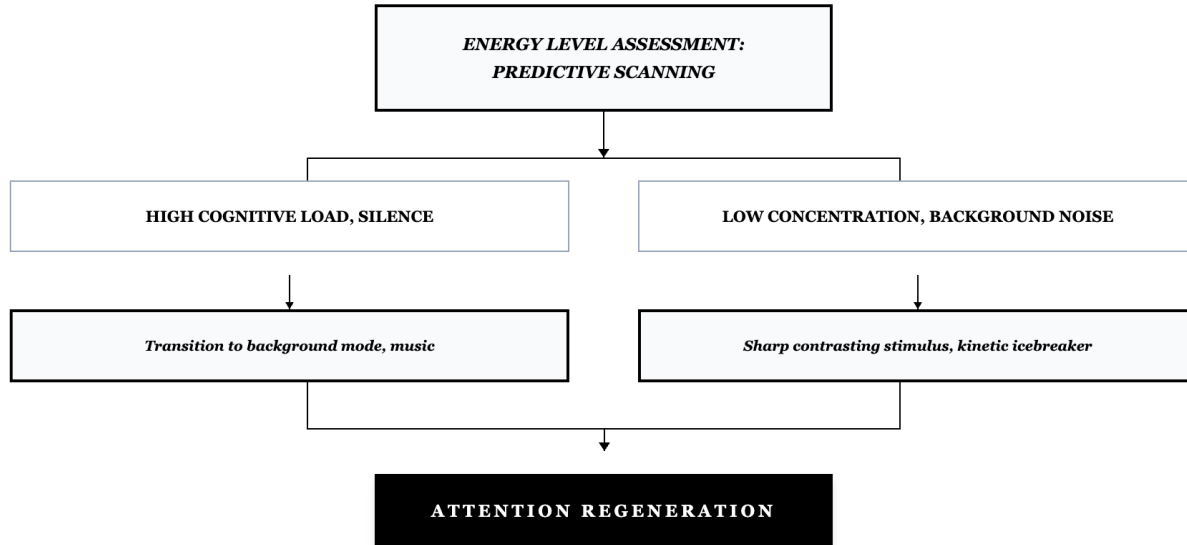 ENERGY LEVEL ASSESSMENT:
PREDICTIVE SCANNING
HIGH COGNITIVE LOAD, SILENCE
LOW CONCENTRATION, BACKGROUND NOISE
Transition to background mode, music
Sharp contrasting stimulus, kinetic icebreaker
ATTENTION REGENERATION